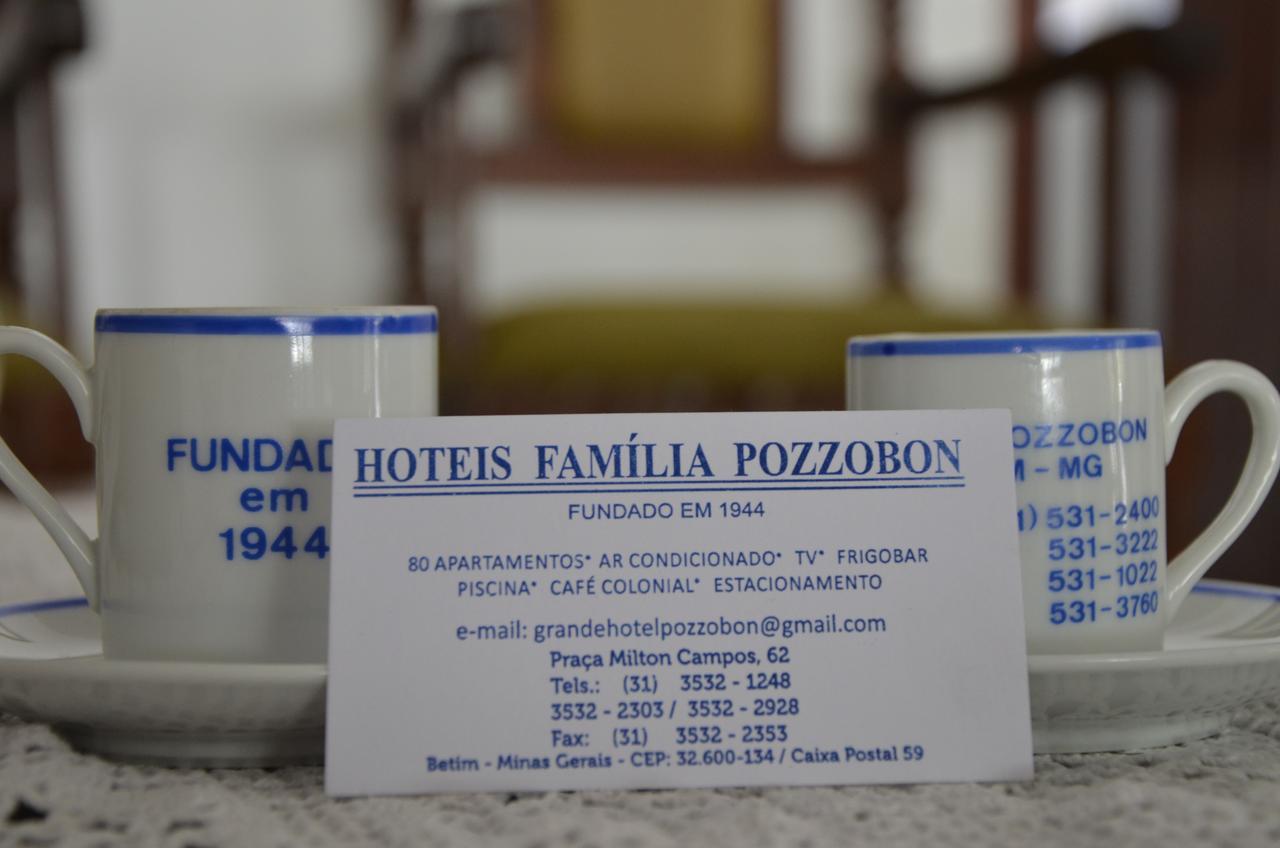 FUNDAD
em
1944
HOTEIS FAMÍLIA POZZOBON
FUNDADO EM 1944
80 APARTAMENTOS* AR CONDICIONADO* TV* FRIGOBAR
PISCINA* CAFÉ COLONIAL* ESTACIONAMENTO
e-mail: grandehotelpozzobon@gmail.com
Praça Milton Campos, 62
Tels.: (31) 3532 - 1248
3532 - 2303 / 3532 - 2928
Fax: (31) 3532 - 2353
Betim - Minas Gerais - CEP: 32.600-134 / Caixa Postal 59
OZZOBON
M - MG
1) 531-2400
531-3222
531-1022
531-3760